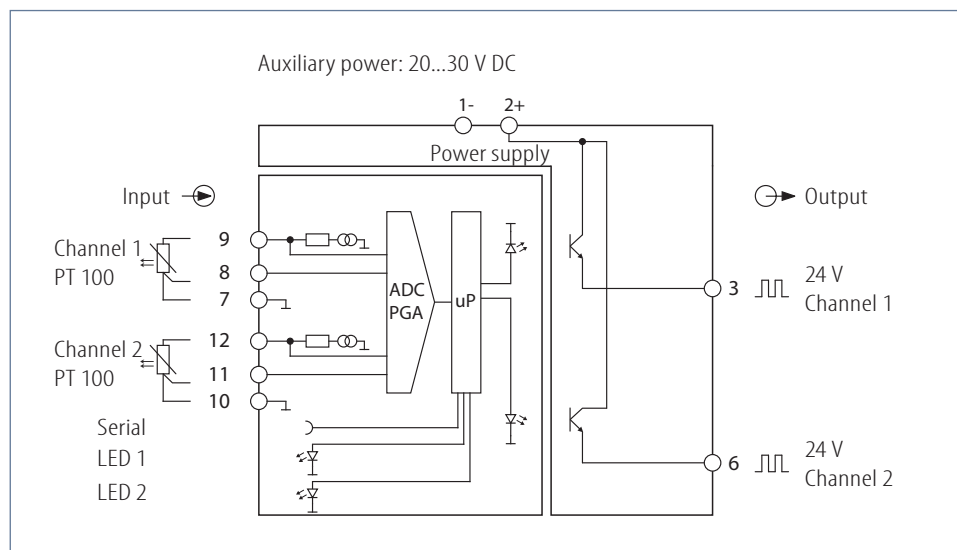 Auxiliary power: 20...30 V DC
1- 2+
Power supply
Input
Output
Channel 1
PT 100
9
8
7
ADC
PGA
uP
3
24 V
Channel 1
Channel 2
PT 100
12
11
10
Serial
LED 1
LED 2
6
24 V
Channel 2